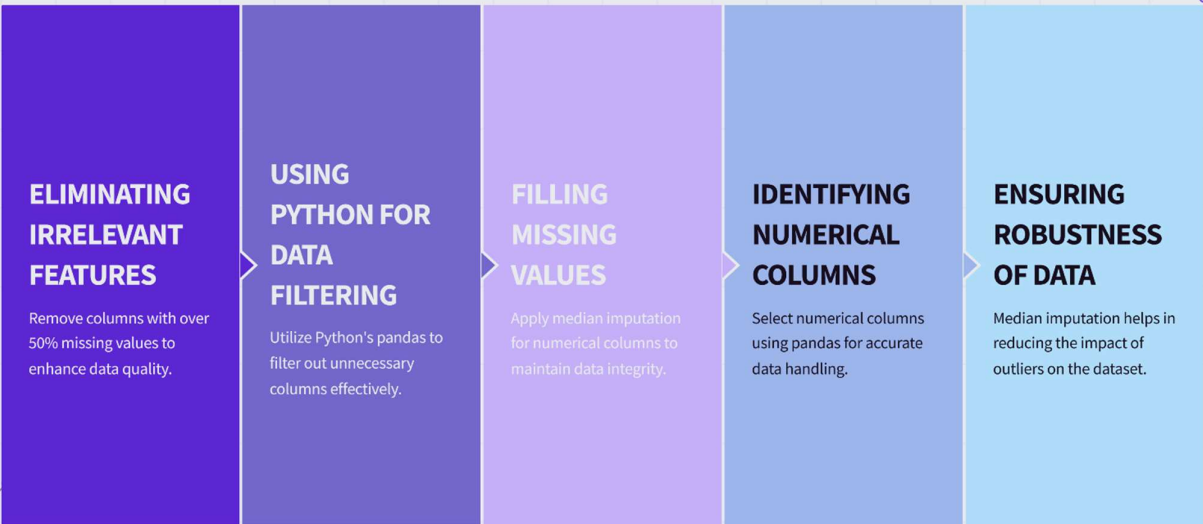 ELIMINATING
IRRELEVANT
FEATURES
Remove columns with over
50% missing values to
enhance data quality.
USING
PYTHON FOR
DATA
FILTERING
Utilize Python's pandas to
filter out unnecessary
columns effectively.
FILLING
MISSING
VALUES
Apply median imputation
for numerical columns to
maintain data integrity.
IDENTIFYING
NUMERICAL
COLUMNS
Select numerical columns
using pandas for accurate
data handling.
ENSURING
ROBUSTNESS
OF DATA
Median imputation helps in
reducing the impact of
outliers on the dataset.